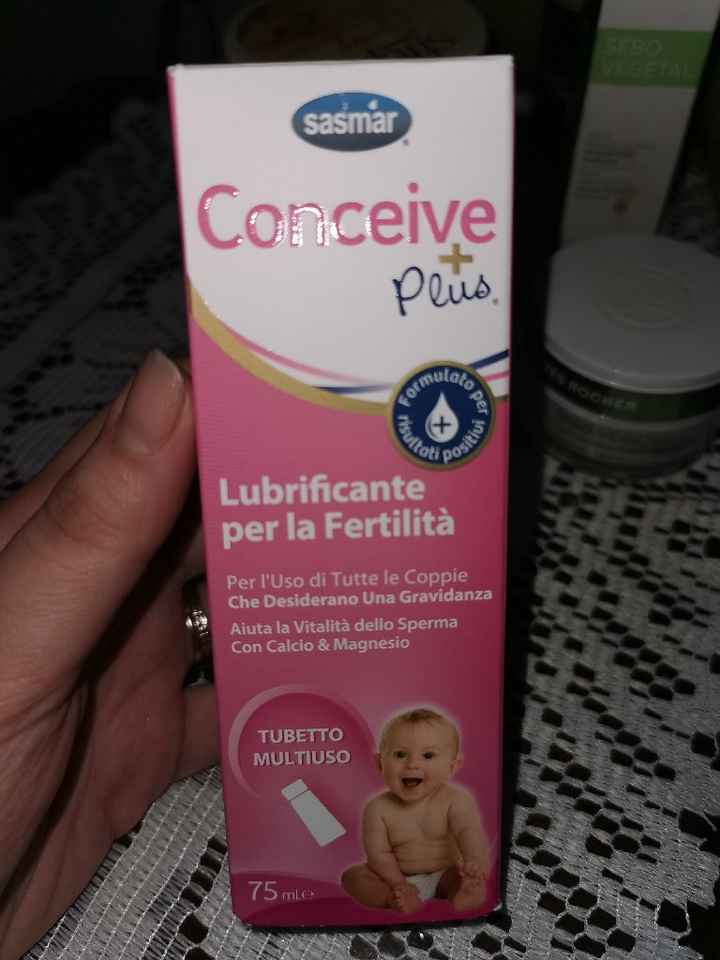 sasmar
Conceive
+
Plus
Formulato per
risultati positivi
Lubrificante
per la Fertilità
Per l'Uso di Tutte le Coppie
Che Desiderano Una Gravidanza
Aiuta la Vitalità dello Sperma
Con Calcio & Magnesio
TUBETTO
MULTIUSO
75 ml e
SEBO
VEGETAL
ROCHER